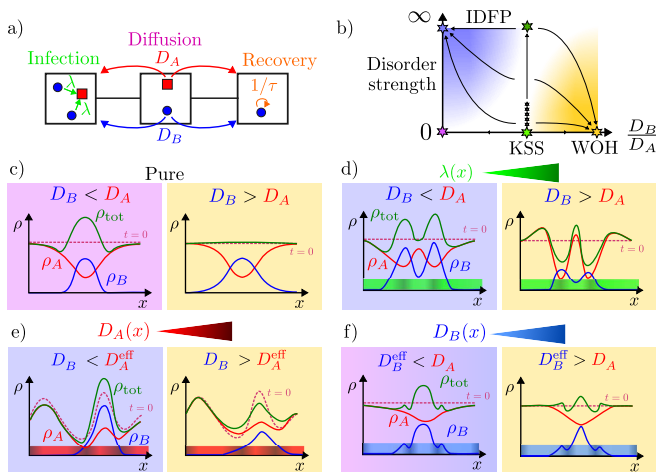 a)
Diffusion
Infection
D_A
Recovery
λ
1/τ
D_B
b)
∞
IDFP
Disorder
strength
0
KSS
WOH
D_B/D_A
c)
Pure
D_B < D_A
D_B > D_A
ρ
ρ_tot
t = 0
t = 0
ρ_A
ρ_B
x
x
d)
λ(x)
D_B < D_A
D_B > D_A
ρ
ρ_tot
t = 0
t = 0
ρ_A
ρ_B
x
x
e)
D_A(x)
D_B < D_A^eff
D_B > D_A^eff
ρ
ρ_tot
t = 0
t = 0
ρ_A
ρ_B
x
x
f)
D_B(x)
D_B^eff < D_A
D_B^eff > D_A
ρ
ρ_tot
t = 0
t = 0
ρ_A
ρ_B
x
x